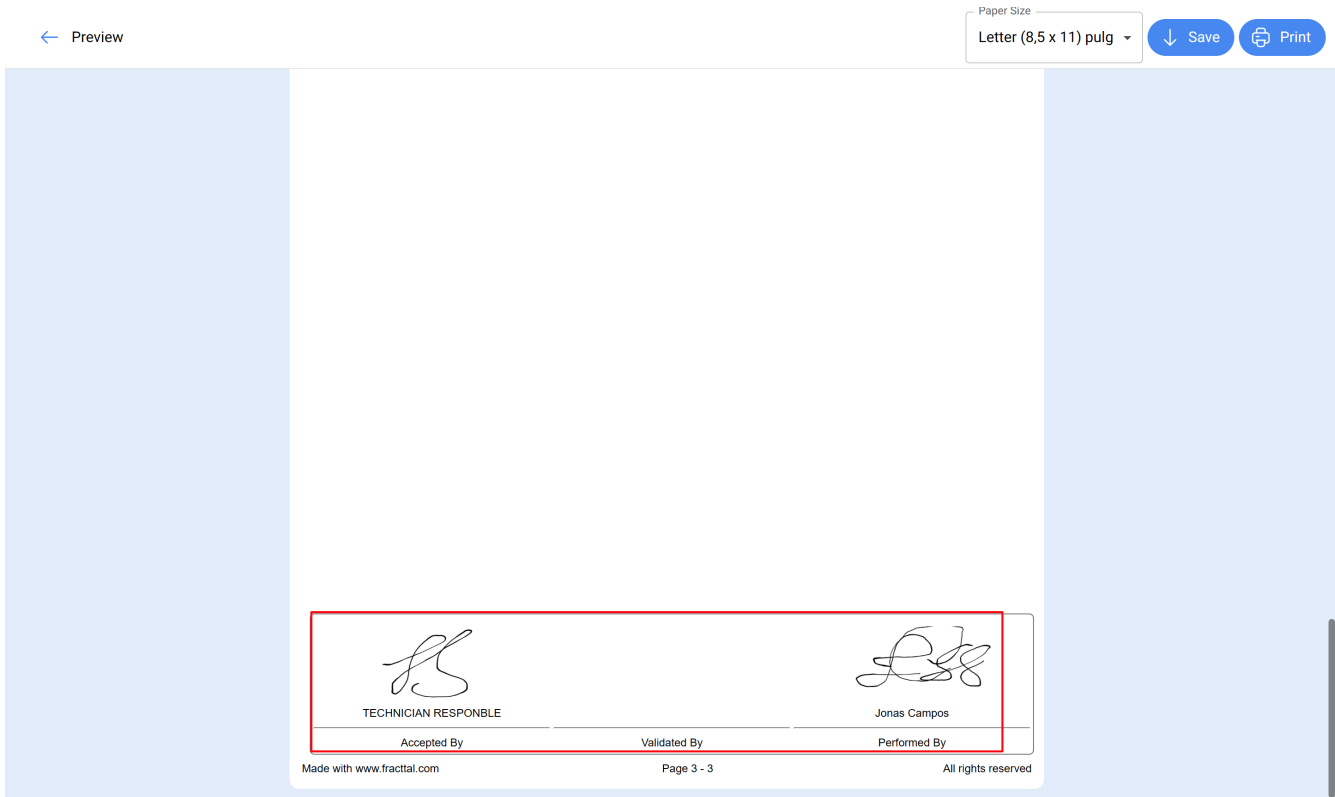 Preview
Paper Size
Letter (8,5 x 11) pulg
Save
Print
TECHNICIAN RESPONBLE
Jonas Campos
Accepted By
Validated By
Performed By
Made with www.fracttal.com
Page 3 - 3
All rights reserved